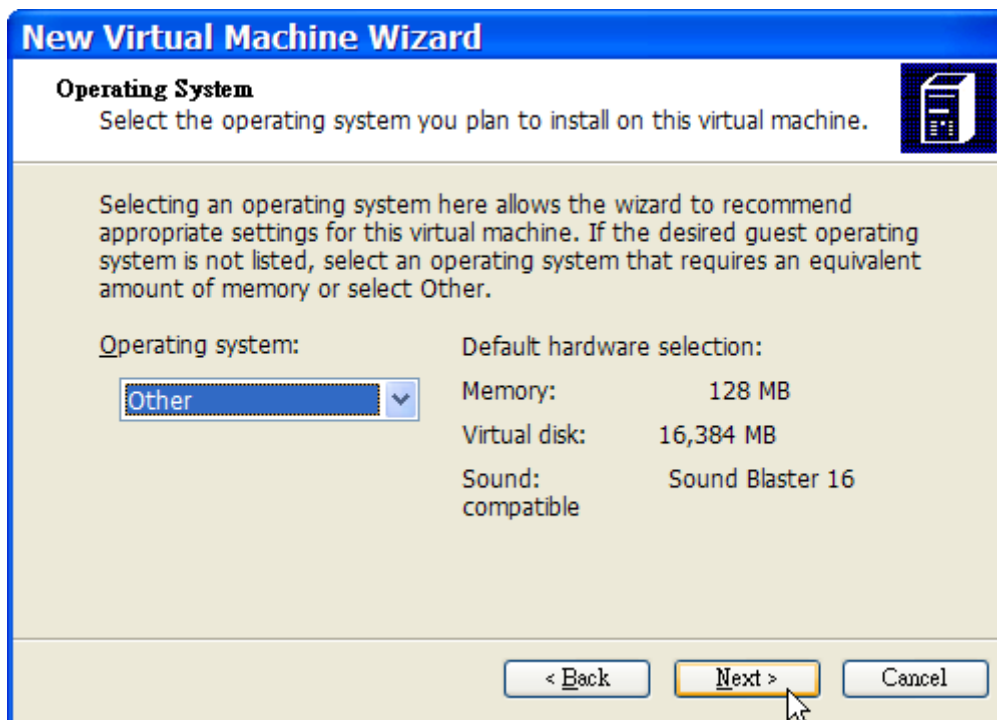 New Virtual Machine Wizard
Operating System
Select the operating system you plan to install on this virtual machine.
Selecting an operating system here allows the wizard to recommend
appropriate settings for this virtual machine. If the desired guest operating
system is not listed, select an operating system that requires an equivalent
amount of memory or select Other.
Operating system:
Other
Default hardware selection:
Memory: 128 MB
Virtual disk: 16,384 MB
Sound: Sound Blaster 16
compatible
< Back Next > Cancel